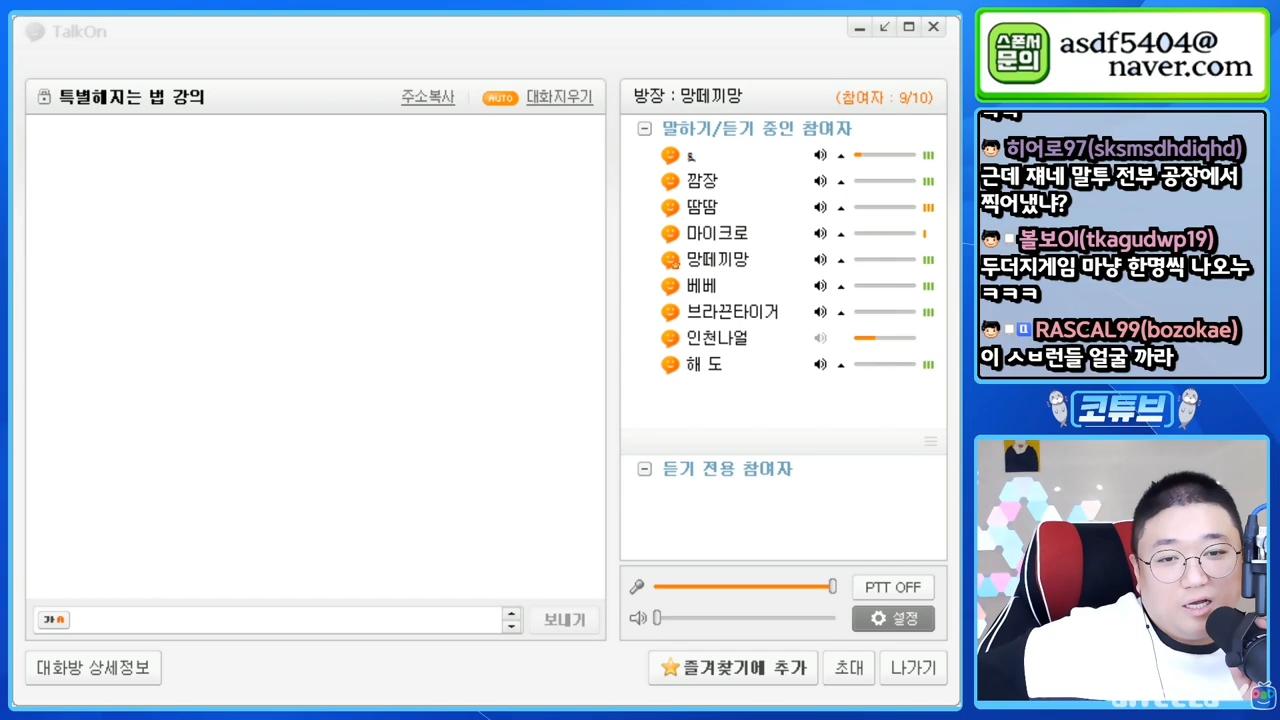 TalkOn
특별해지는 법 강의
주소복사
AUTO 대화지우기
방장 : 망떼끼망
(참여자 : 9/10)
말하기/듣기 중인 참여자
깜장
땀땀
마이크로
망떼끼망
베베
브라끈타이거
인천나얼
해 도
듣기 전용 참여자
가A
보내기
PTT OFF
설정
대화방 상세정보
즐겨찾기에 추가
초대
나가기
스폰서
문의
asdf5404@
naver.com
히어로97(sksmsdhdiqhd)
근데 쟤네 말투 전부 공장에서
찍어냈냐?
볼보이(tkagudwp19)
두더지게임 마냥 한명씩 나오누
ㅋㅋㅋ
RASCAL99(bozokae)
이 ㅅㅂ런들 얼굴 까라
코튜브